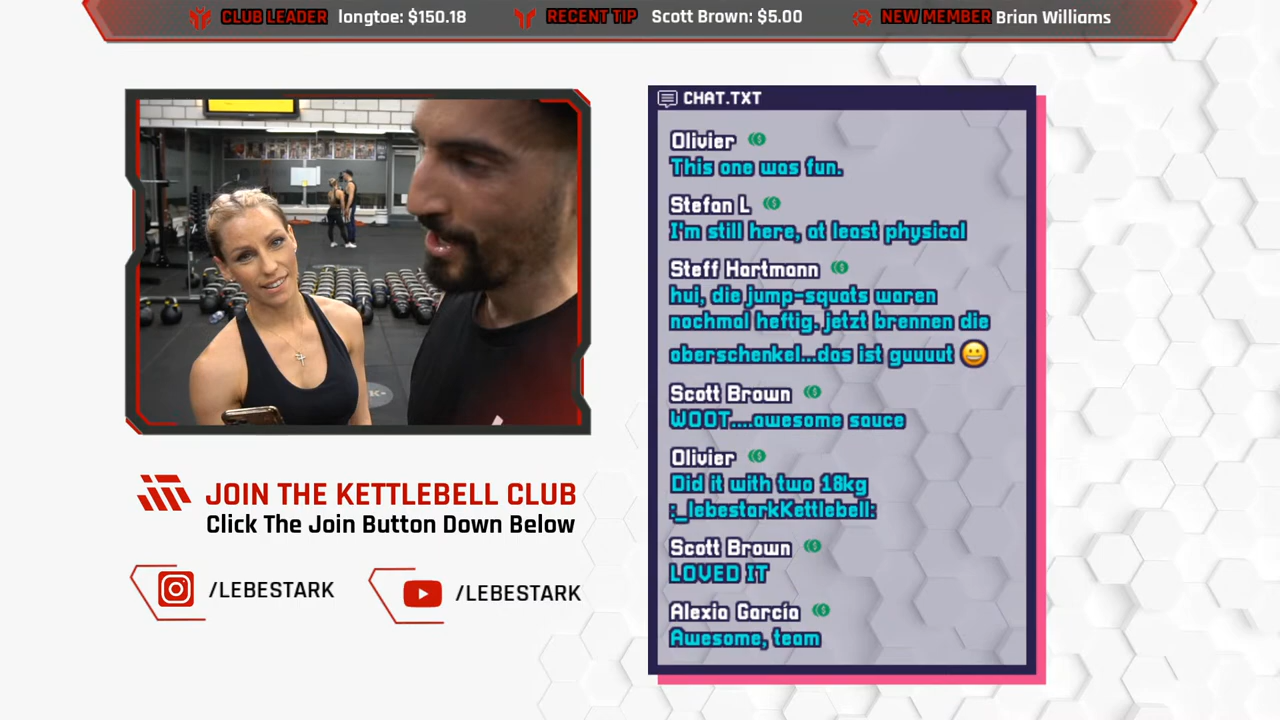 CLUB LEADER longtoe: $150.18 RECENT TIP Scott Brown: $5.00 NEW MEMBER Brian Williams
CHAT.TXT
Olivier
This one was fun.
Stefan L
I'm still here, at least physical
Steff Hartmann
hui, die jump-squats waren
nochmal heftig. jetzt brennen die
oberschenkel...das ist guuuut 😀
Scott Brown
WOOT....awesome sauce
Olivier
Did it with two 18kg
:_lebestarkKettlebell:
Scott Brown
LOVED IT
Alexia García
Awesome, team
JOIN THE KETTLEBELL CLUB
Click The Join Button Down Below
/LEBESTARK
/LEBESTARK